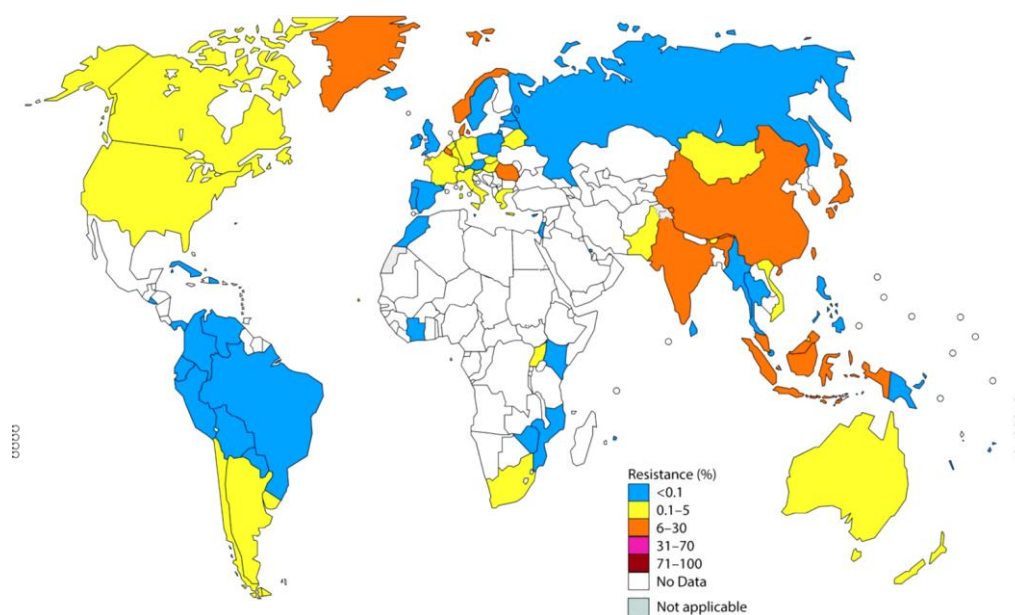 Resistance (%)
<0.1
0.1–5
6–30
31–70
71–100
No Data
Not applicable